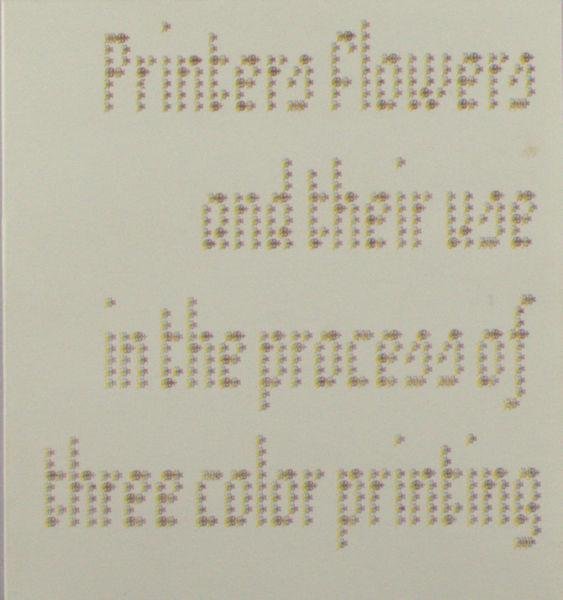 Printers flowers
and their use
in the process of
three color printing